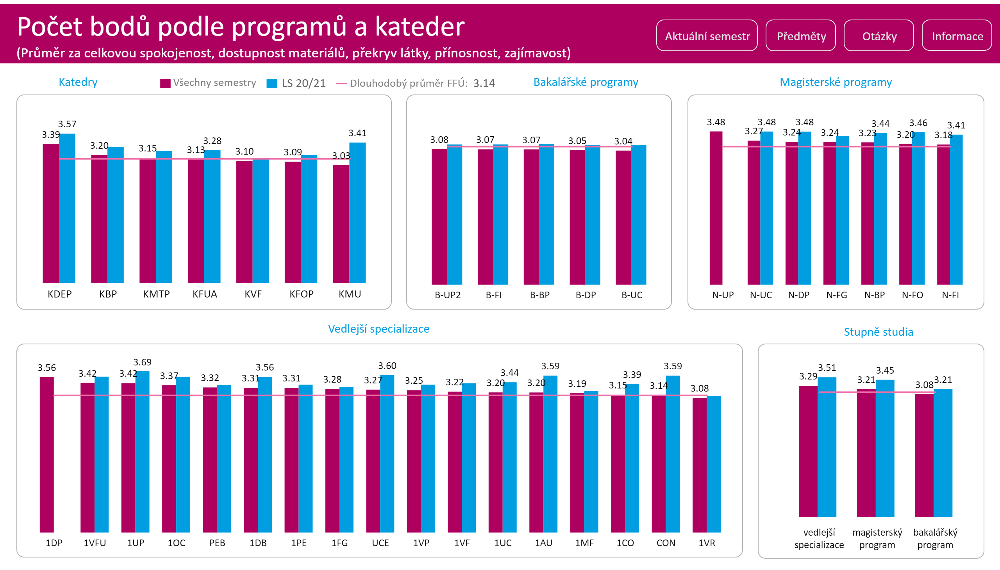 Počet bodů podle programů a kateder
(Průměr za celkovou spokojenost, dostupnost materiálů, překryv látky, přínosnost, zajímavost)
Aktuální semestr
Předměty
Otázky
Informace
Katedry
Všechny semestry LS 20/21 Dlouhodobý průměr FFÚ: 3.14
Bakalářské programy
Magisterské programy
3.39 3.57 3.20 3.15 3.13 3.28 3.10 3.09 3.03 3.41
KDEP KBP KMTP KFUA KVF KFOP KMU
3.08 3.07 3.07 3.05 3.04
B-UP2 B-FI B-BP B-DP B-UC
3.48 3.27 3.48 3.24 3.48 3.24 3.23 3.44 3.20 3.46 3.18 3.41
N-UP N-UC N-DP N-FG N-BP N-FO N-FI
Vedlejší specializace
3.56 3.42 3.42 3.69 3.37 3.32 3.31 3.56 3.31 3.28 3.27 3.60 3.25 3.22 3.20 3.44 3.20 3.59 3.19 3.15 3.39 3.14 3.59 3.08
1DP 1VFU 1UP 1OC PEB 1DB 1PE 1FG UCE 1VP 1VF 1UC 1AU 1MF 1CO CON 1VR
Stupně studia
3.29 3.51 3.21 3.45 3.08 3.21
vedlejší magisterský bakalářský
specializace program program